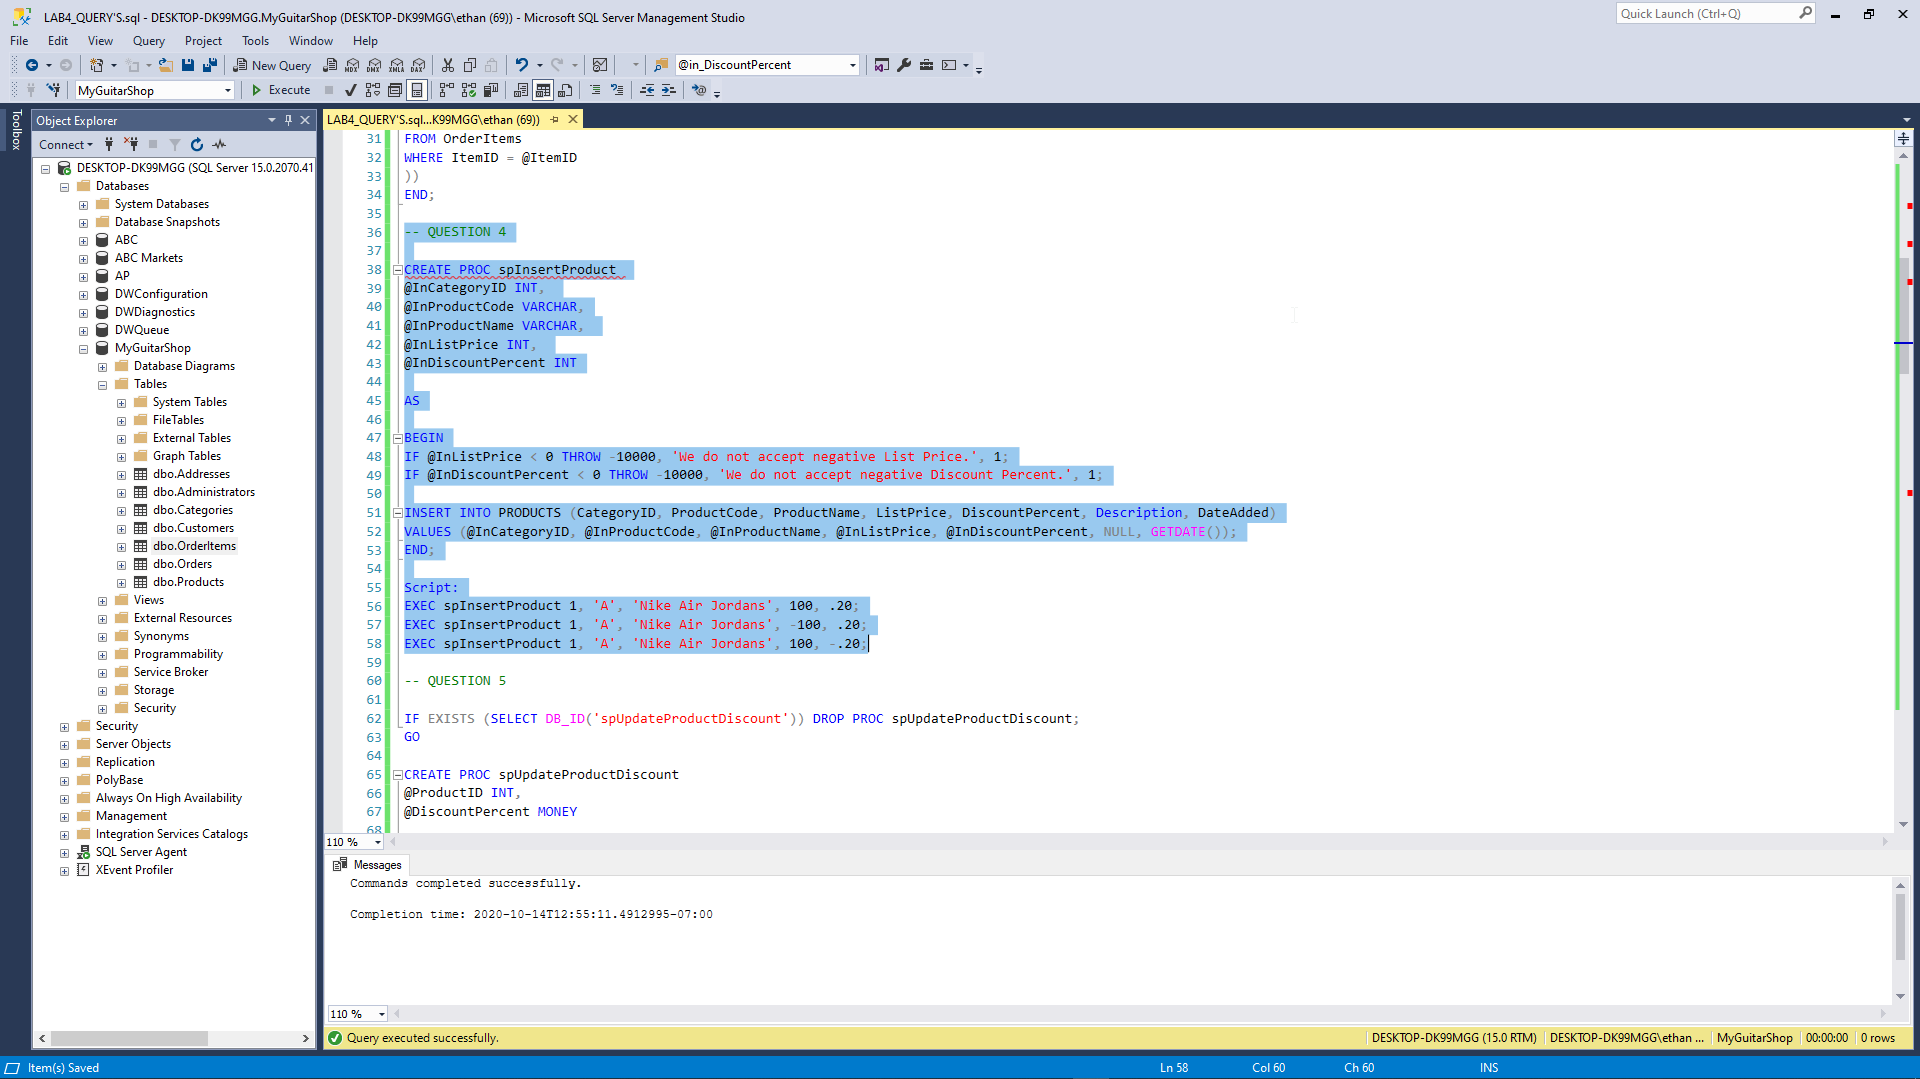 LAB4_QUERY'S.sql - DESKTOP-DK99MGG.MyGuitarShop (DESKTOP-DK99MGG\ethan (69)) - Microsoft SQL Server Management Studio
Quick Launch (Ctrl+Q)
File Edit View Query Project Tools Window Help
New Query
MDX DMX XMLA DAX
@in_DiscountPercent
MyGuitarShop
Execute
Toolbox
Object Explorer
Connect
DESKTOP-DK99MGG (SQL Server 15.0.2070.41
Databases
System Databases
Database Snapshots
ABC
ABC Markets
AP
DWConfiguration
DWDiagnostics
DWQueue
MyGuitarShop
Database Diagrams
Tables
System Tables
FileTables
External Tables
Graph Tables
dbo.Addresses
dbo.Administrators
dbo.Categories
dbo.Customers
dbo.OrderItems
dbo.Orders
dbo.Products
Views
External Resources
Synonyms
Programmability
Service Broker
Storage
Security
Security
Server Objects
Replication
PolyBase
Always On High Availability
Management
Integration Services Catalogs
SQL Server Agent
XEvent Profiler
LAB4_QUERY'S.sql...K99MGG\ethan (69))
31 FROM OrderItems
32 WHERE ItemID = @ItemID
33 ))
34 END;
35
36 -- QUESTION 4
37
38 CREATE PROC spInsertProduct
39 @InCategoryID INT,
40 @InProductCode VARCHAR,
41 @InProductName VARCHAR,
42 @InListPrice INT,
43 @InDiscountPercent INT
44
45 AS
46
47 BEGIN
48 IF @InListPrice < 0 THROW -10000, 'We do not accept negative List Price.', 1;
49 IF @InDiscountPercent < 0 THROW -10000, 'We do not accept negative Discount Percent.', 1;
50
51 INSERT INTO PRODUCTS (CategoryID, ProductCode, ProductName, ListPrice, DiscountPercent, Description, DateAdded)
52 VALUES (@InCategoryID, @InProductCode, @InProductName, @InListPrice, @InDiscountPercent, NULL, GETDATE());
53 END;
54
55 Script:
56 EXEC spInsertProduct 1, 'A', 'Nike Air Jordans', 100, .20;
57 EXEC spInsertProduct 1, 'A', 'Nike Air Jordans', -100, .20;
58 EXEC spInsertProduct 1, 'A', 'Nike Air Jordans', 100, -.20;
59
60 -- QUESTION 5
61
62 IF EXISTS (SELECT DB_ID('spUpdateProductDiscount')) DROP PROC spUpdateProductDiscount;
63 GO
64
65 CREATE PROC spUpdateProductDiscount
66 @ProductID INT,
67 @DiscountPercent MONEY
68
110 %
Messages
Commands completed successfully.
Completion time: 2020-10-14T12:55:11.4912995-07:00
110 %
Query executed successfully.
DESKTOP-DK99MGG (15.0 RTM) DESKTOP-DK99MGG\ethan ... MyGuitarShop 00:00:00 0 rows
Item(s) Saved
Ln 58 Col 60 Ch 60 INS